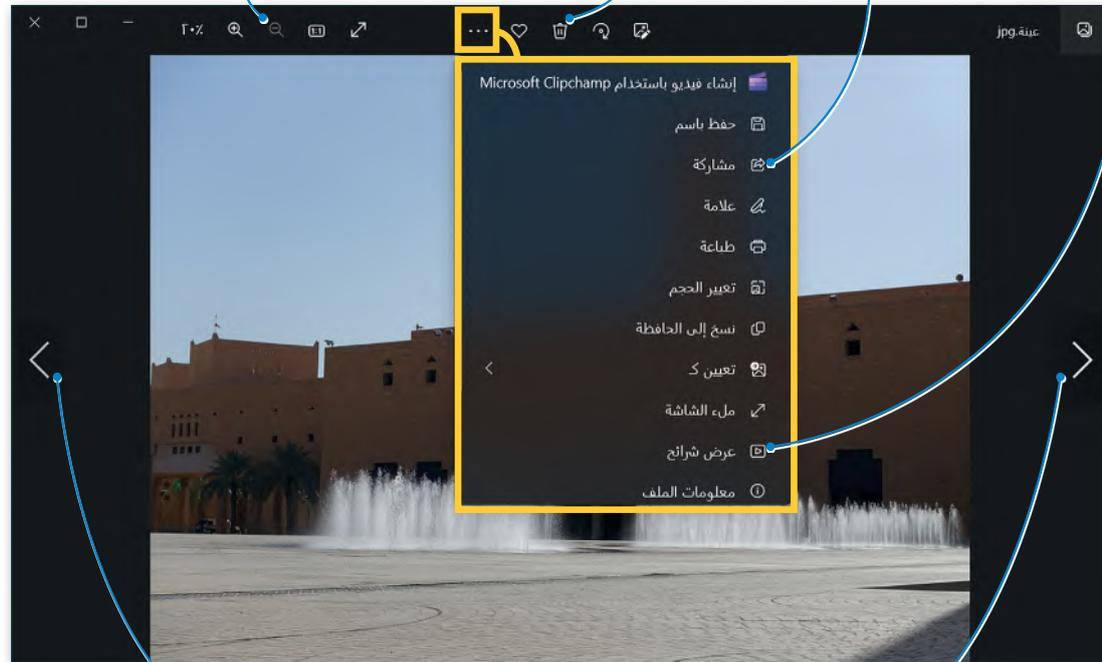 عينة.jpg
٢٠٪
إنشاء فيديو باستخدام Microsoft Clipchamp
حفظ باسم
مشاركة
علامة
طباعة
تغيير الحجم
نسخ إلى الحافظة
تعيين كـ
ملء الشاشة
عرض شرائح
معلومات الملف